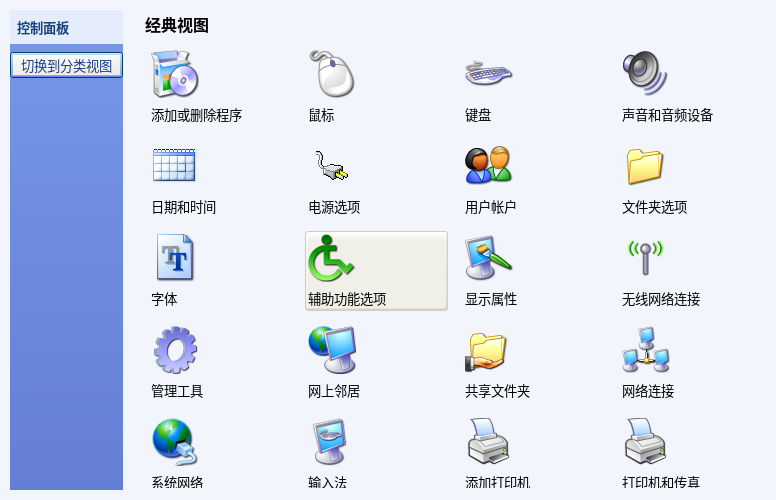 控制面板
经典视图
切换到分类视图
添加或删除程序
鼠标
键盘
声音和音频设备
日期和时间
电源选项
用户帐户
文件夹选项
字体
辅助功能选项
显示属性
无线网络连接
管理工具
网上邻居
共享文件夹
网络连接
系统网络
输入法
添加打印机
打印机和传真